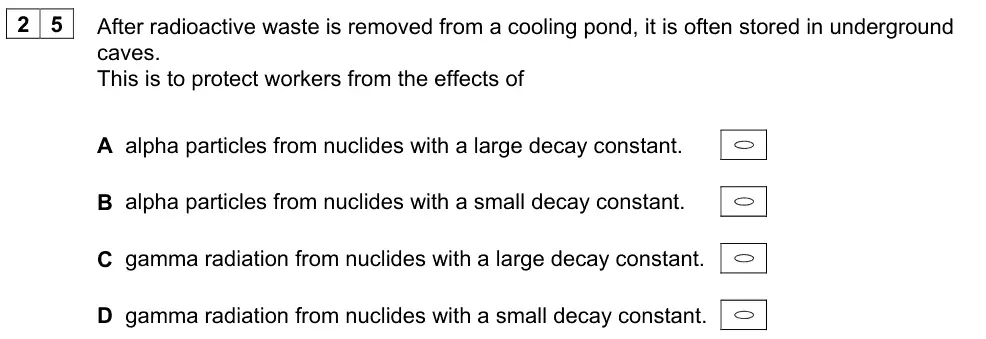 2 5 After radioactive waste is removed from a cooling pond, it is often stored in underground
caves.
This is to protect workers from the effects of
A alpha particles from nuclides with a large decay constant.
B alpha particles from nuclides with a small decay constant.
C gamma radiation from nuclides with a large decay constant.
D gamma radiation from nuclides with a small decay constant.